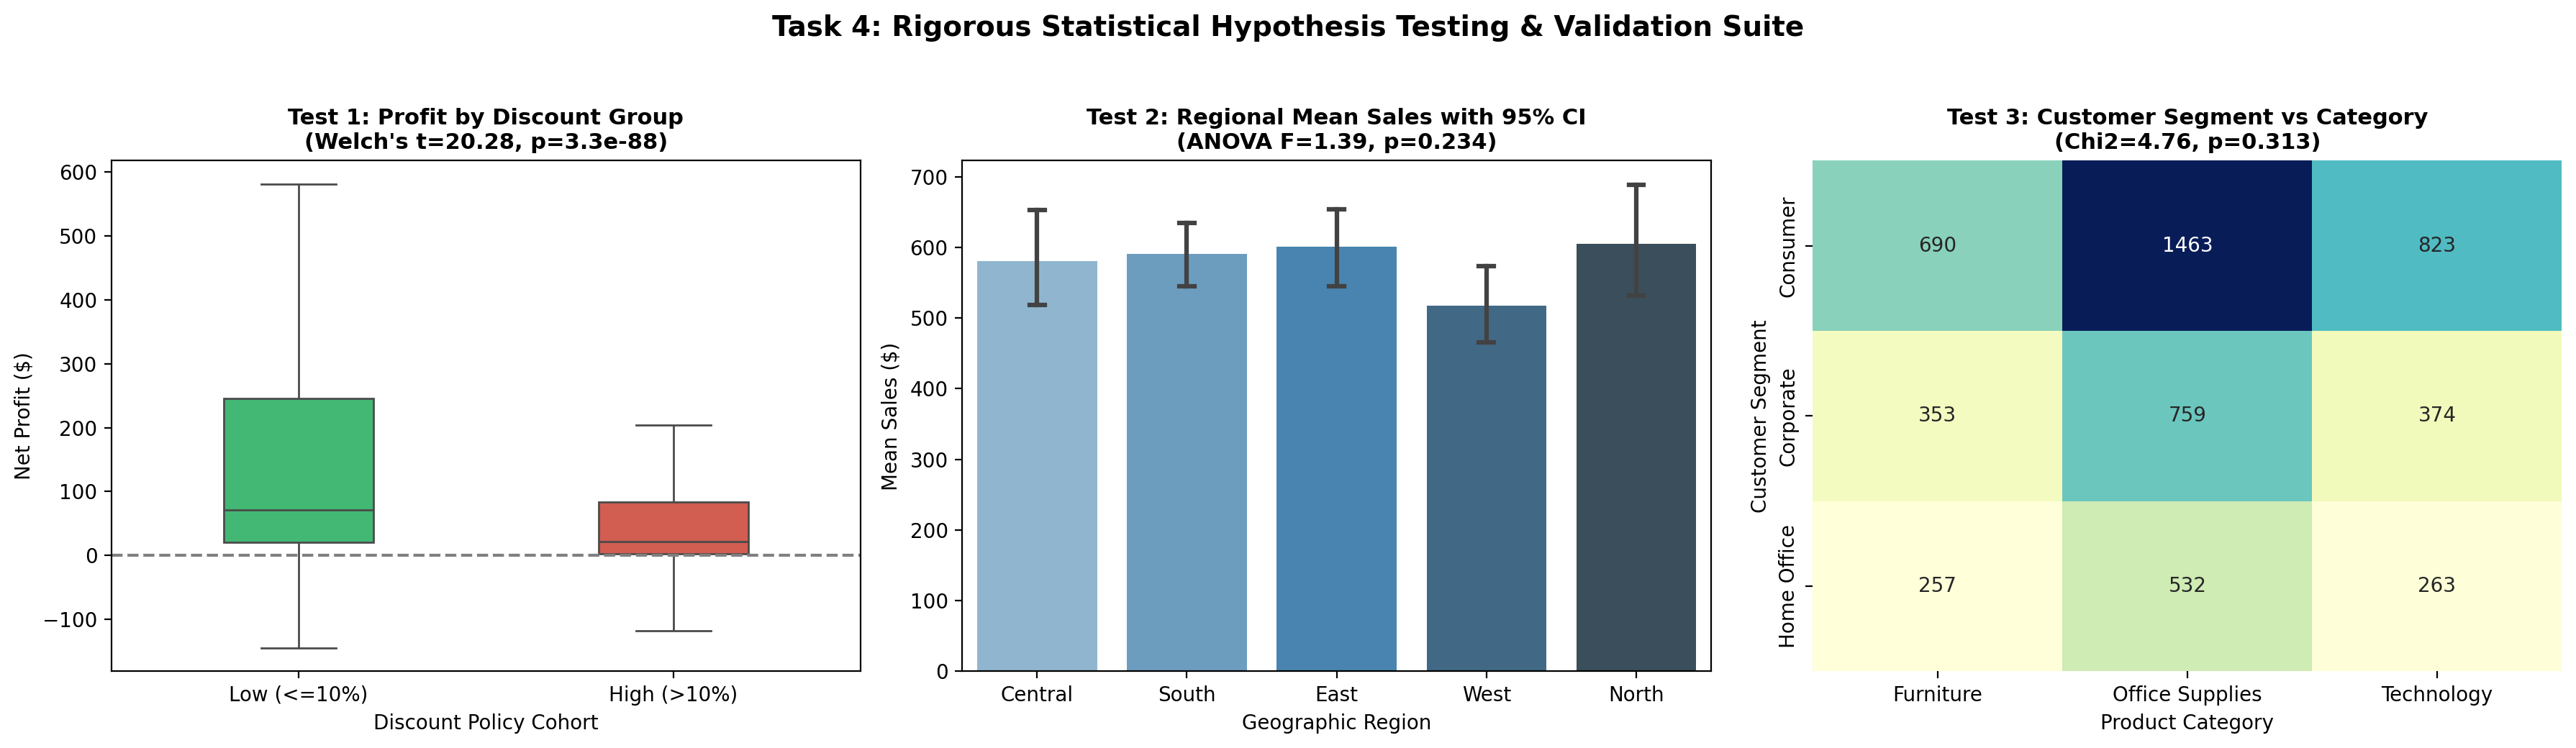 Task 4: Rigorous Statistical Hypothesis Testing & Validation Suite
Test 1: Profit by Discount Group
(Welch's t=20.28, p=3.3e-88)
600
500
400
300
200
100
0
−100
Net Profit ($)
Low (<=10%)
High (>10%)
Discount Policy Cohort
Test 2: Regional Mean Sales with 95% CI
(ANOVA F=1.39, p=0.234)
700
600
500
400
300
200
100
0
Mean Sales ($)
Central
South
East
West
North
Geographic Region
Test 3: Customer Segment vs Category
(Chi2=4.76, p=0.313)
Customer Segment
Consumer
690
1463
823
Corporate
353
759
374
Home Office
257
532
263
Furniture
Office Supplies
Technology
Product Category